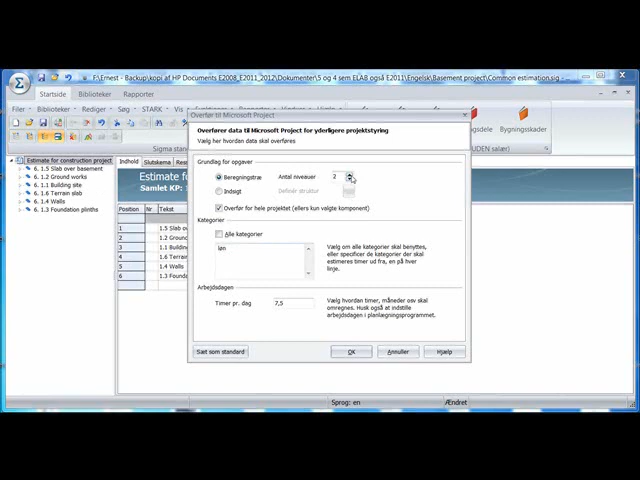 F:\Ernest - Backup\kopi af HP Documents E2008_E2011_2012\Dokumenter\5 og 4 sem ELAB også E2011\Engelsk\Basement project\Common estimation.sig -
Startside Biblioteker Rapporter
Filer Biblioteker Rediger Søg STARK Vis
Overfør til Microsoft Project
Overfører data til Microsoft Project for yderligere projektstyring
Vælg her hvordan data skal overføres
Bygningsskader
Sigma
UDEN særlig)
Estimate for construction project
6. 1.5 Slab over basement
6. 1.2 Ground works
6. 1.1 Building site
6. 1.6 Terrain slab
6. 1.4 Walls
6. 1.3 Foundation plinths
Indhold Slutskema
Estimate f
Samlet KP:
Position Nr Tekst
1 1.5 Slab ov
2 1.2 Ground
3 1.1 Building
4 1.6 Terrain
5 1.4 Walls
6 1.3 Founda
Grundlag for opgaver
Beregningstræ Antal niveauer 2
Indsigt Definér struktur
Overfør for hele projektet (ellers kun valgte komponent)
Kategorier
Alle kategorier
løn
Vælg om alle kategorier skal benyttes,
eller specificer de kategorier der skal
estimeres timer ud fra, en på hver
linje.
Arbejdsdagen
Timer pr. dag 7,5
Vælg hvordan timer, måneder osv skal
omregnes. Husk også at indstille
arbejdsdagen i planlægningsprogrammet.
Sæt som standard OK Annuller Hjælp
Sprog: en Ændret